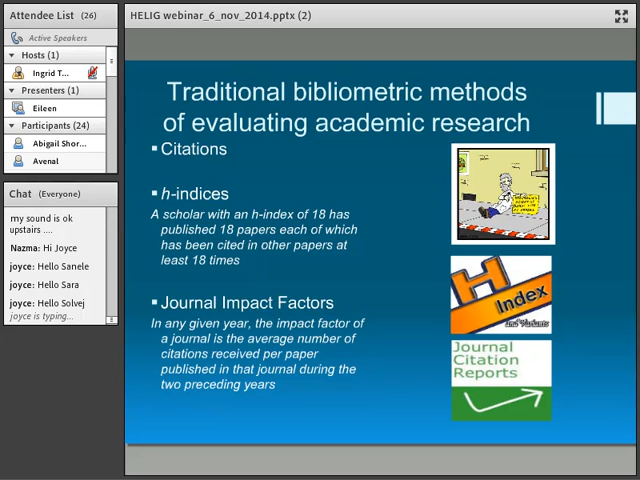 Attendee List (26)
Active Speakers
Hosts (1)
Ingrid T...
Presenters (1)
Eileen
Participants (24)
Abigail Shor...
Avenal
Chat (Everyone)
my sound is ok
upstairs ....
Nazma: Hi Joyce
joyce: Hello Sanele
joyce: Hello Sara
joyce: Hello Solvej
joyce is typing...
HELIG webinar_6_nov_2014.pptx (2)
Traditional bibliometric methods
of evaluating academic research
Citations
h-indices
A scholar with an h-index of 18 has
published 18 papers each of which
has been cited in other papers at
least 18 times
Journal Impact Factors
In any given year, the impact factor of
a journal is the average number of
citations received per paper
published in that journal during the
two preceding years
H
Index
and Variants
Journal
Citation
Reports